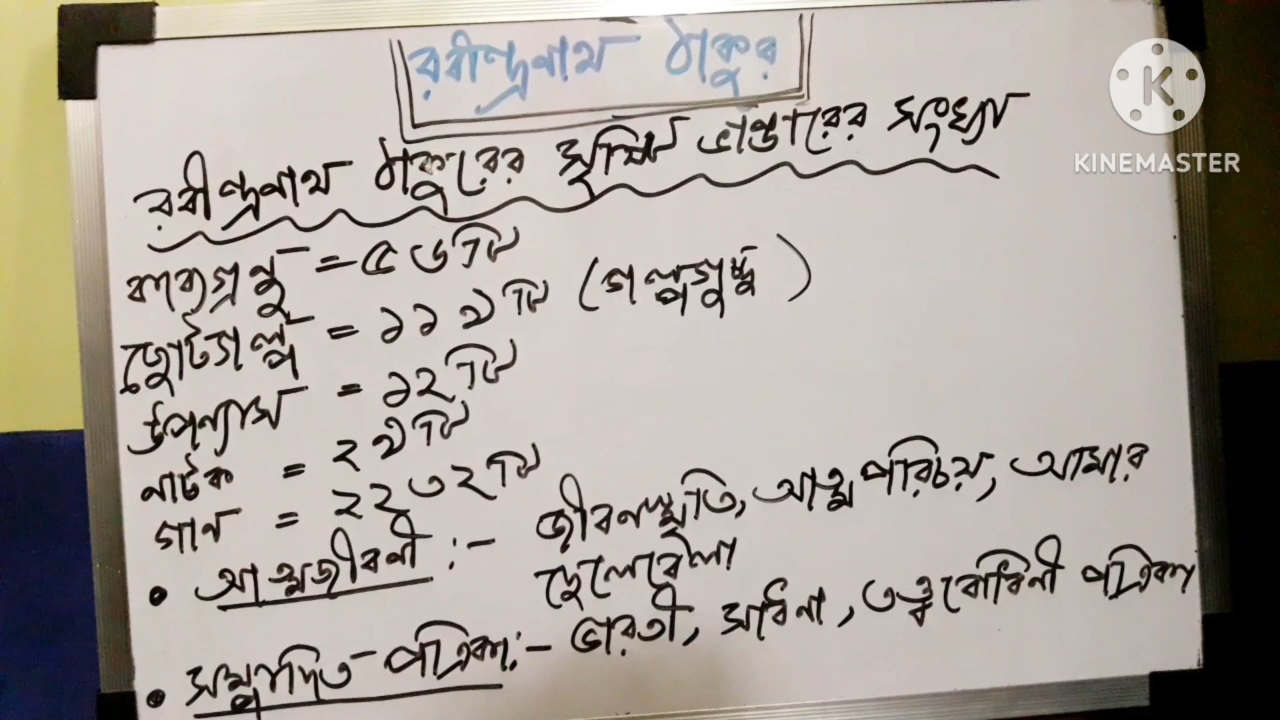 রবীন্দ্রনাথ ঠাকুর
KINEMASTER
রবীন্দ্রনাথ ঠাকুরের সৃষ্টি ভাণ্ডারের সংখ্যা
কাব্যগ্রন্থ = ৫৬টি
ছোটগল্প = ১১৯টি (গল্পগুচ্ছ)
উপন্যাস = ১২টি
নাটক = ২৯টি
গান = ২২৩২টি
• আত্মজীবনী :- জীবনস্মৃতি, আত্মপরিচয়, আমার
ছেলেবেলা
• সম্পাদিত পত্রিকা:- ভারতী, সাধনা, তত্ত্ববোধিনী পত্রিকা